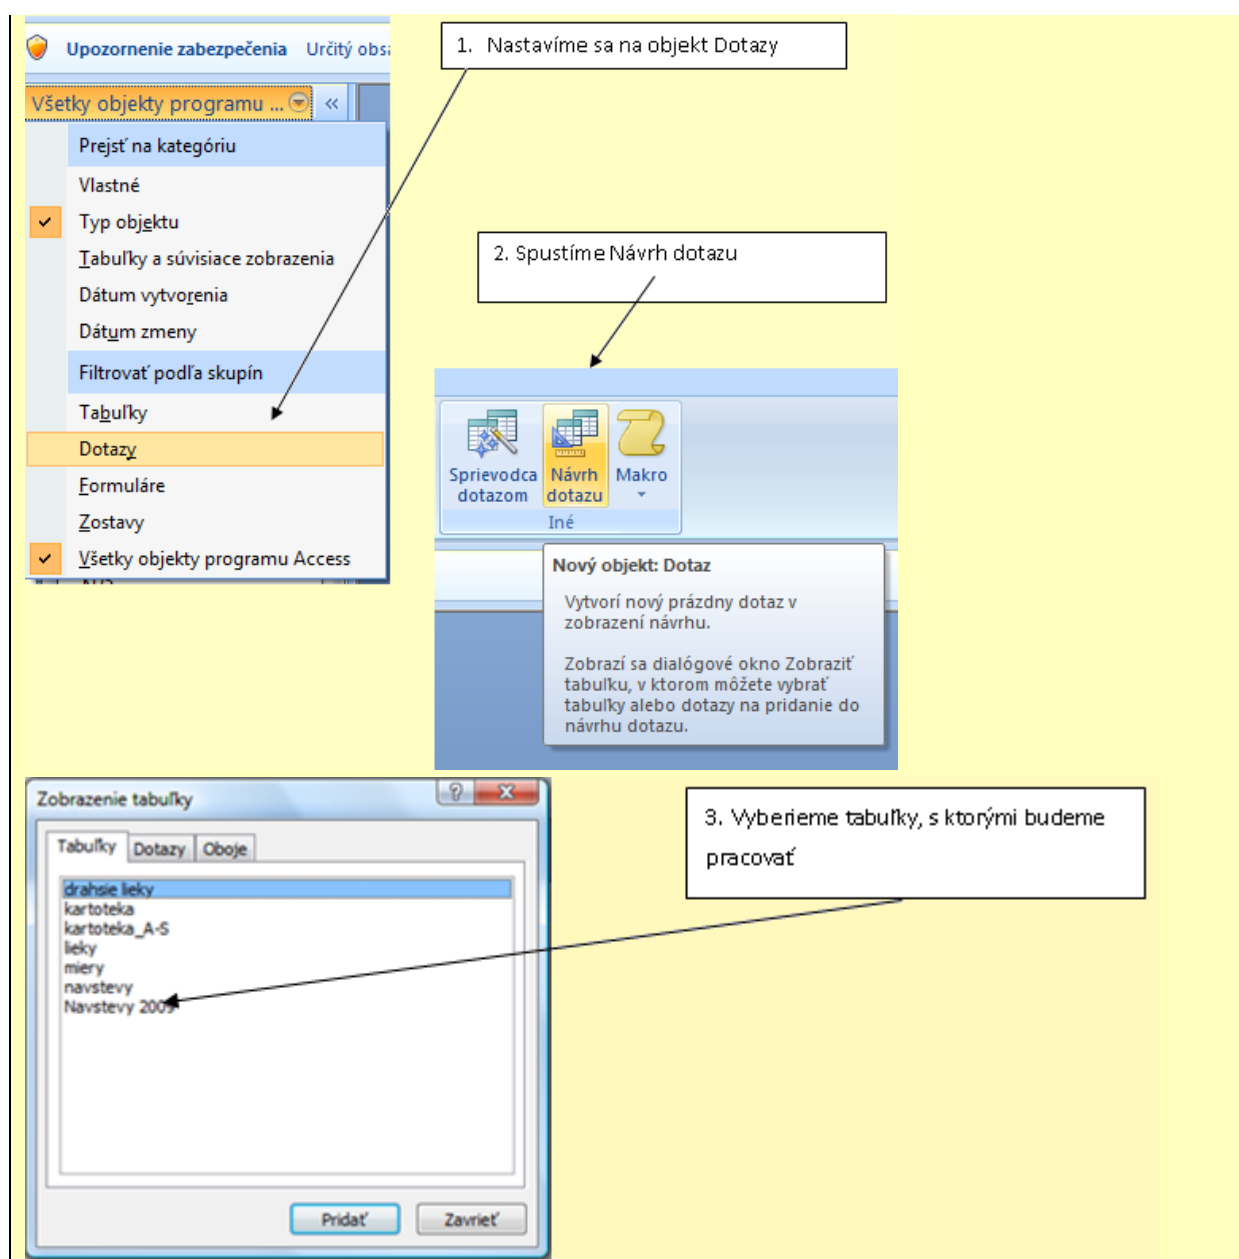 Upozornenie zabezpečenia Určitý obs
1. Nastavíme sa na objekt Dotazy
Všetky objekty programu ... «
Prejsť na kategóriu
Vlastné
Typ objektu
Tabuľky a súvisiace zobrazenia
Dátum vytvorenia
Dátum zmeny
Filtrovať podľa skupín
Tabuľky
Dotazy
Formuláre
Zostavy
Všetky objekty programu Access
2. Spustíme Návrh dotazu
Sprievodca dotazom
Návrh dotazu
Makro
Iné
Nový objekt: Dotaz
Vytvorí nový prázdny dotaz v
zobrazení návrhu.
Zobrazí sa dialógové okno Zobraziť
tabuľku, v ktorom môžete vybrať
tabuľky alebo dotazy na pridanie do
návrhu dotazu.
Zobrazenie tabuľky
Tabuľky Dotazy Oboje
drahsie lieky
kartoteka
kartoteka_A-S
lieky
miery
navstevy
Navstevy 2009
Pridať Zavrieť
3. Vyberieme tabuľky, s ktorými budeme
pracovať